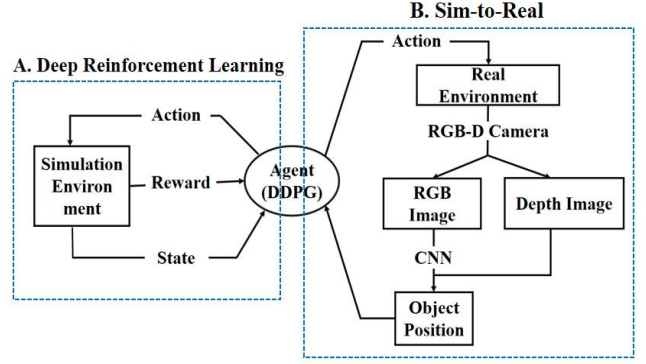 B. Sim-to-Real
A. Deep Reinforcement Learning
Action
Action
Real
Environment
RGB-D Camera
Simulation
Environ
ment
Reward
Agent
(DDPG)
RGB
Image
Depth Image
State
CNN
Object
Position